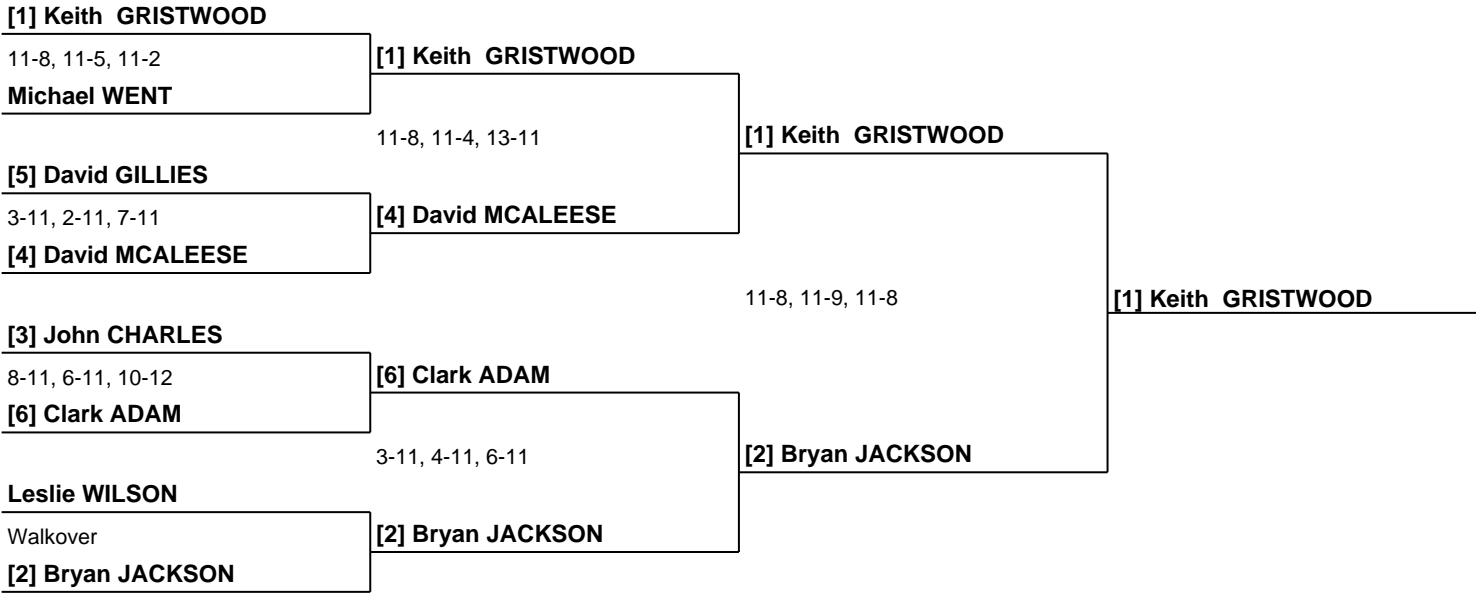 [1] Keith  GRISTWOOD
11-8, 11-5, 11-2
[1] Keith  GRISTWOOD
Michael WENT
11-8, 11-4, 13-11
[1] Keith  GRISTWOOD
[5] David GILLIES
3-11, 2-11, 7-11
[4] David MCALEESE
[4] David MCALEESE
11-8, 11-9, 11-8
[1] Keith  GRISTWOOD
[3] John CHARLES
8-11, 6-11, 10-12
[6] Clark ADAM
[6] Clark ADAM
3-11, 4-11, 6-11
[2] Bryan JACKSON
Leslie WILSON
Walkover
[2] Bryan JACKSON
[2] Bryan JACKSON